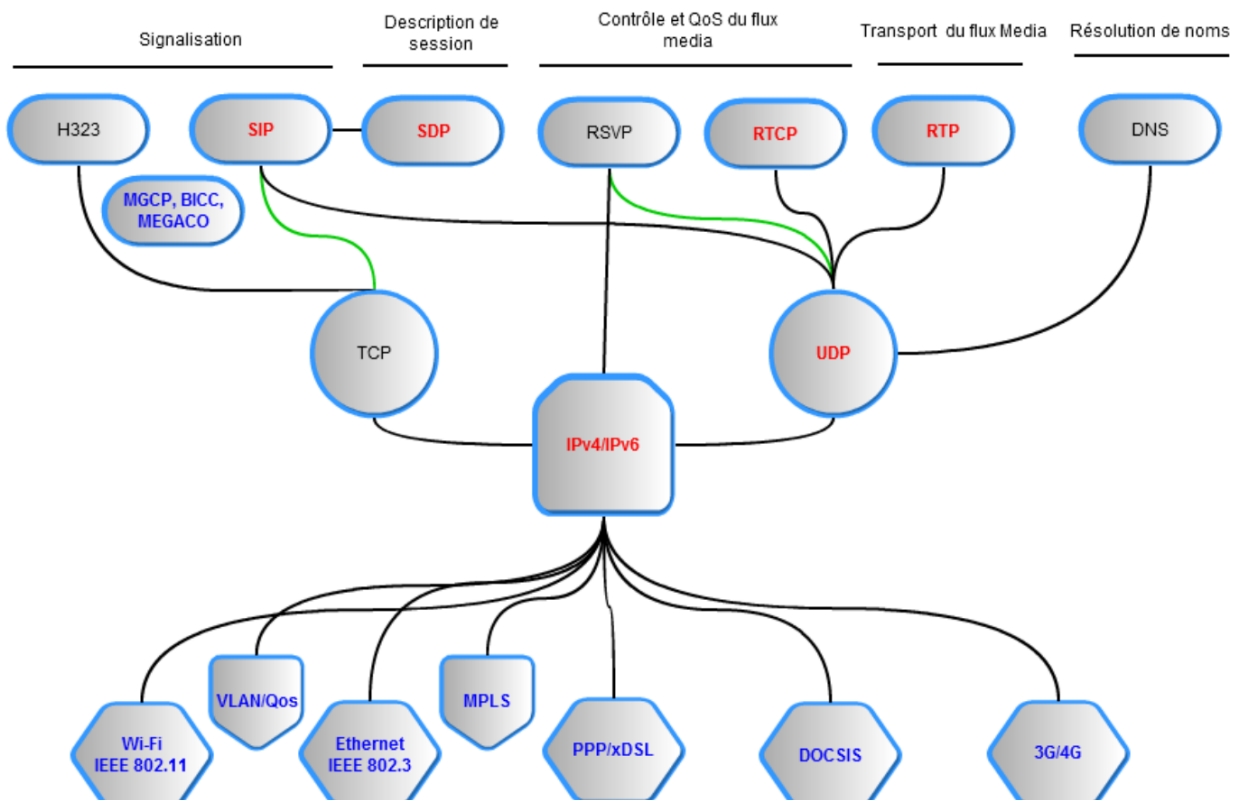 Signalisation
Description de
session
Contrôle et QoS du flux
media
Transport du flux Media
Résolution de noms
H323
SIP
SDP
RSVP
RTCP
RTP
DNS
MGCP, BICC,
MEGACO
TCP
UDP
IPv4/IPv6
VLAN/Qos
MPLS
Wi-Fi
IEEE 802.11
Ethernet
IEEE 802.3
PPP/xDSL
DOCSIS
3G/4G